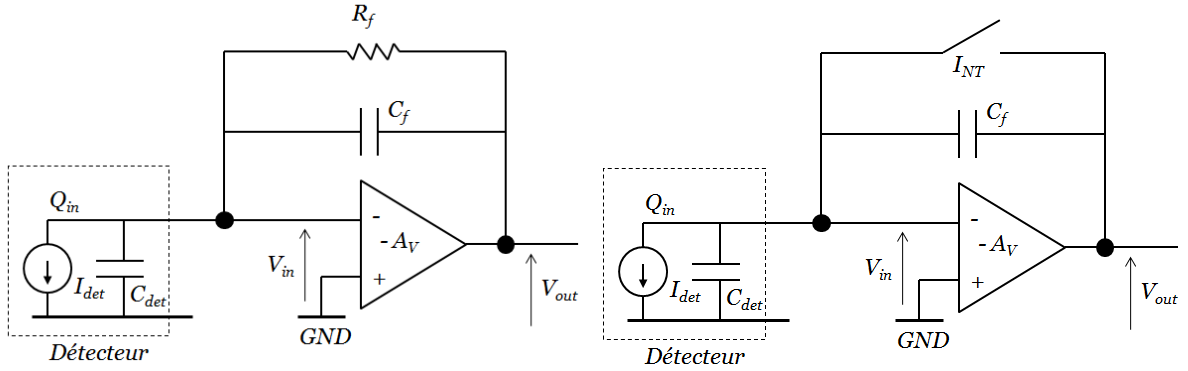 R_f
C_f
Q_in
-
- A_V
+
V_in
I_det
C_det
V_out
GND
Détecteur
I_NT
C_f
Q_in
-
- A_V
+
V_in
I_det
C_det
V_out
GND
Détecteur